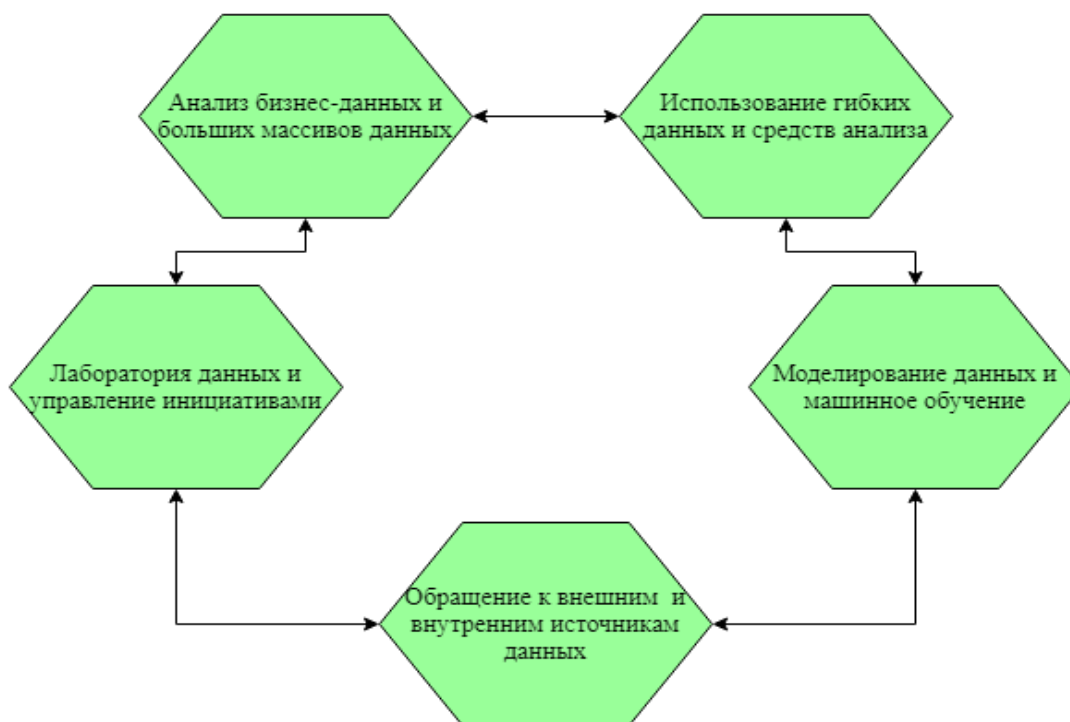 Анализ бизнес-данных и
больших массивов данных
Использование гибких
данных и средств анализа
Лаборатория данных и
управление инициативами
Моделирование данных и
машинное обучение
Обращение к внешним и
внутренним источникам
данных